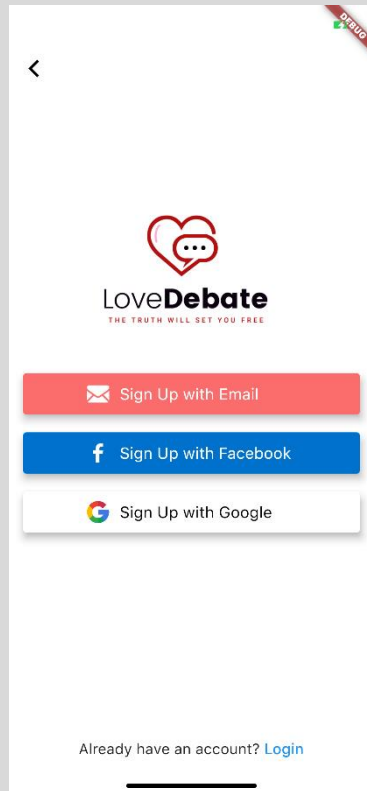 DEBUG
LoveDebate
THE TRUTH WILL SET YOU FREE
Sign Up with Email
Sign Up with Facebook
Sign Up with Google
Already have an account? Login